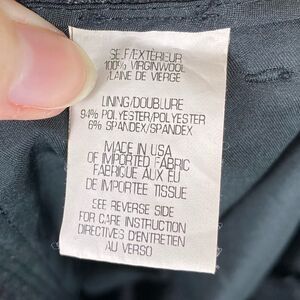 SELF/EXTERIEUR
100% VIRGINWOOL
LAINE DE VIERGE
LINING/DOUBLURE
94% POLYESTER/POLYESTER
6% SPANDEX/SPANDEX
MADE IN USA
OF IMPORTED FABRIC
FABRIQUE AUX EU
DE IMPORTEE TISSUE
SEE REVERSE SIDE
FOR CARE INSTRUCTION
DIRECTIVES D'ENTRETIEN
AU VERSO